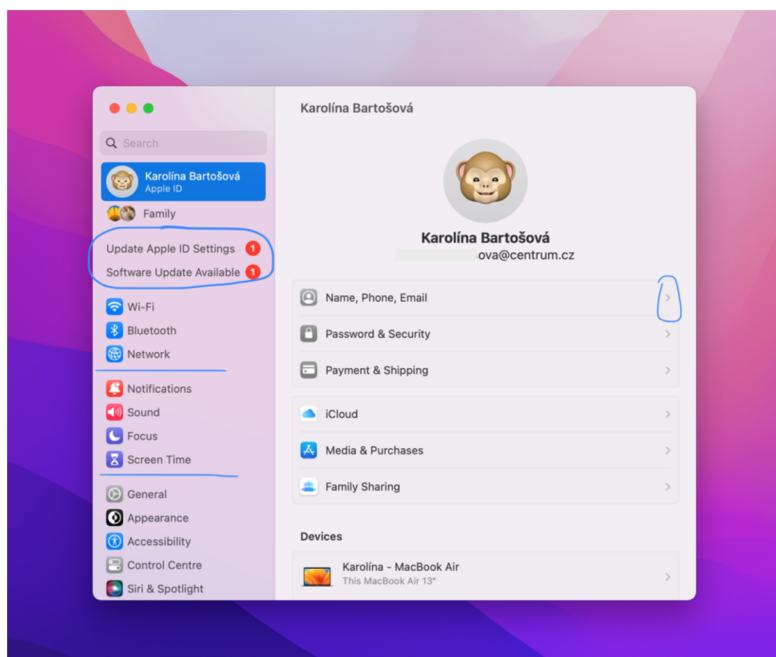 Karolína Bartošová
Search
Karolína Bartošová
Apple ID
Family
Update Apple ID Settings 1
Software Update Available 1
Wi-Fi
Bluetooth
Network
Notifications
Sound
Focus
Screen Time
General
Appearance
Accessibility
Control Centre
Siri & Spotlight
Karolína Bartošová
ova@centrum.cz
Name, Phone, Email
Password & Security
Payment & Shipping
iCloud
Media & Purchases
Family Sharing
Devices
Karolína - MacBook Air
This MacBook Air 13"